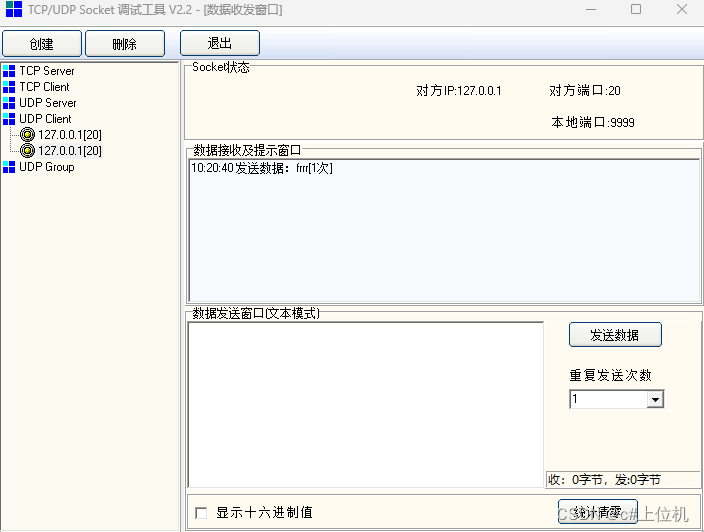 TCP/UDP Socket 调试工具 V2.2 - [数据收发窗口]
创建 删除 退出
TCP Server
TCP Client
UDP Server
UDP Client
127.0.0.1[20]
127.0.0.1[20]
UDP Group
Socket状态
对方IP:127.0.0.1 对方端口:20
本地端口:9999
数据接收及提示窗口
10:20:40 发送数据：frrr[1次]
数据发送窗口(文本模式)
发送数据
重复发送次数
1
收：0字节，发:0字节
显示十六进制值
统计清零
CSDN @c#上位机